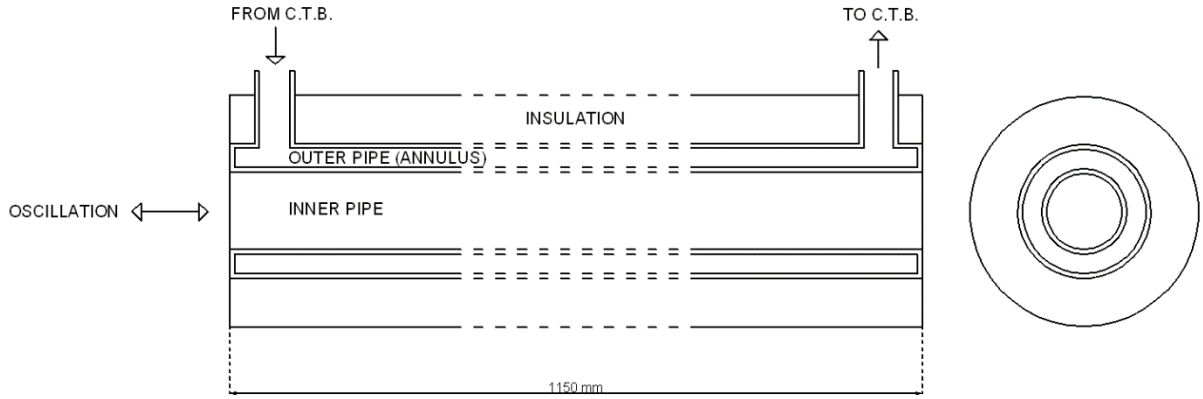 FROM C.T.B.
TO C.T.B.
INSULATION
OUTER PIPE (ANNULUS)
OSCILLATION
INNER PIPE
1150 mm